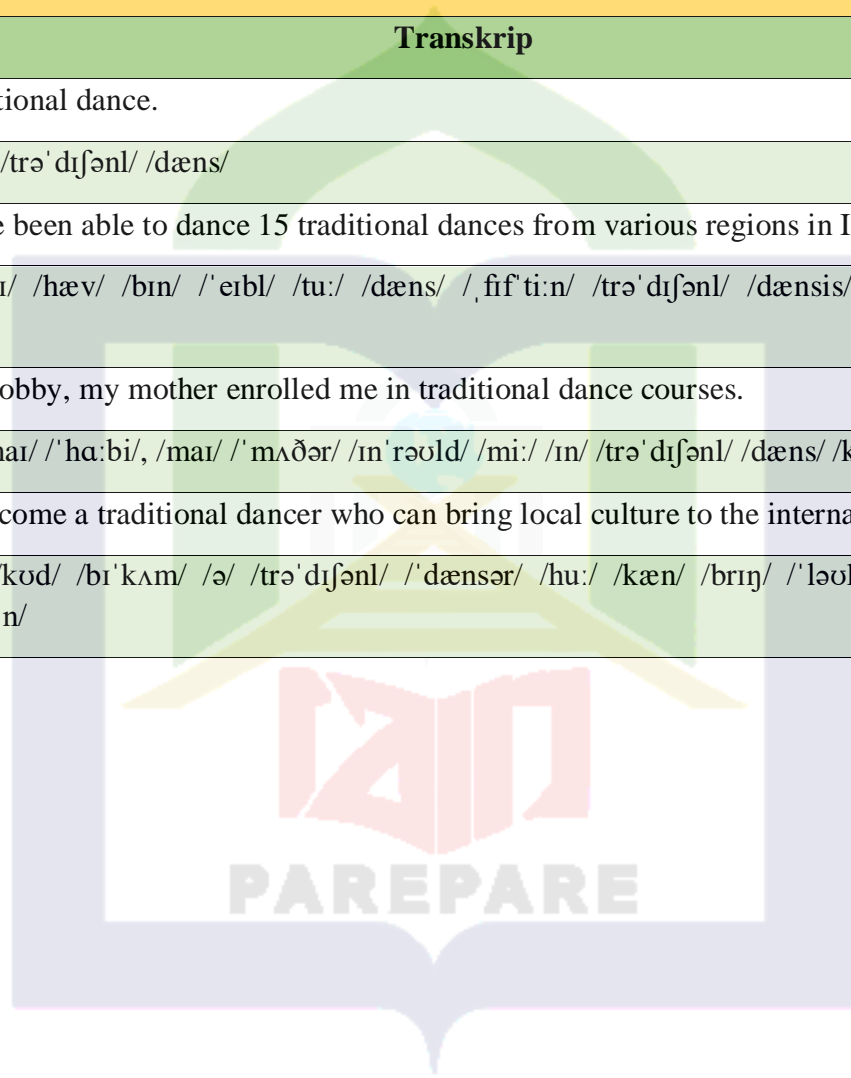 Transkrip
tional dance.
/trəˈdɪʃənl/ /dæns/
been able to dance 15 traditional dances from various regions in I
/hæv/ /bɪn/ /ˈeɪbl/ /tuː/ /dæns/ /ˌfɪfˈtiːn/ /trəˈdɪʃənl/ /dænsis/
obby, my mother enrolled me in traditional dance courses.
/ˈhɑːbi/, /maɪ/ /ˈmʌðər/ /ɪnˈrəʊld/ /miː/ /ɪn/ /trəˈdɪʃənl/ /dæns/ /k
come a traditional dancer who can bring local culture to the interna
/kʊd/ /bɪˈkʌm/ /ə/ /trəˈdɪʃənl/ /ˈdænsər/ /huː/ /kæn/ /brɪŋ/ /ˈləʊ
n/
PAREPARE